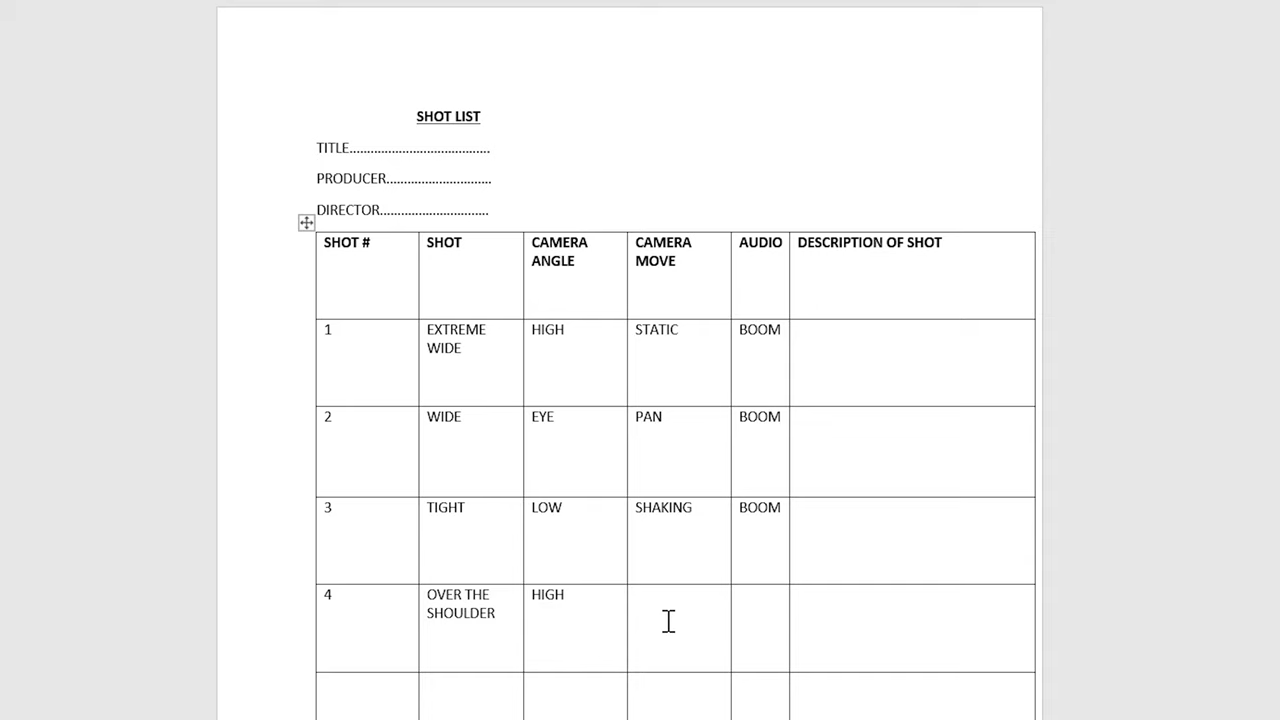 SHOT LIST
TITLE........................................
PRODUCER..............................
DIRECTOR...............................
SHOT # SHOT CAMERA ANGLE CAMERA MOVE AUDIO DESCRIPTION OF SHOT
1 EXTREME WIDE HIGH STATIC BOOM
2 WIDE EYE PAN BOOM
3 TIGHT LOW SHAKING BOOM
4 OVER THE SHOULDER HIGH